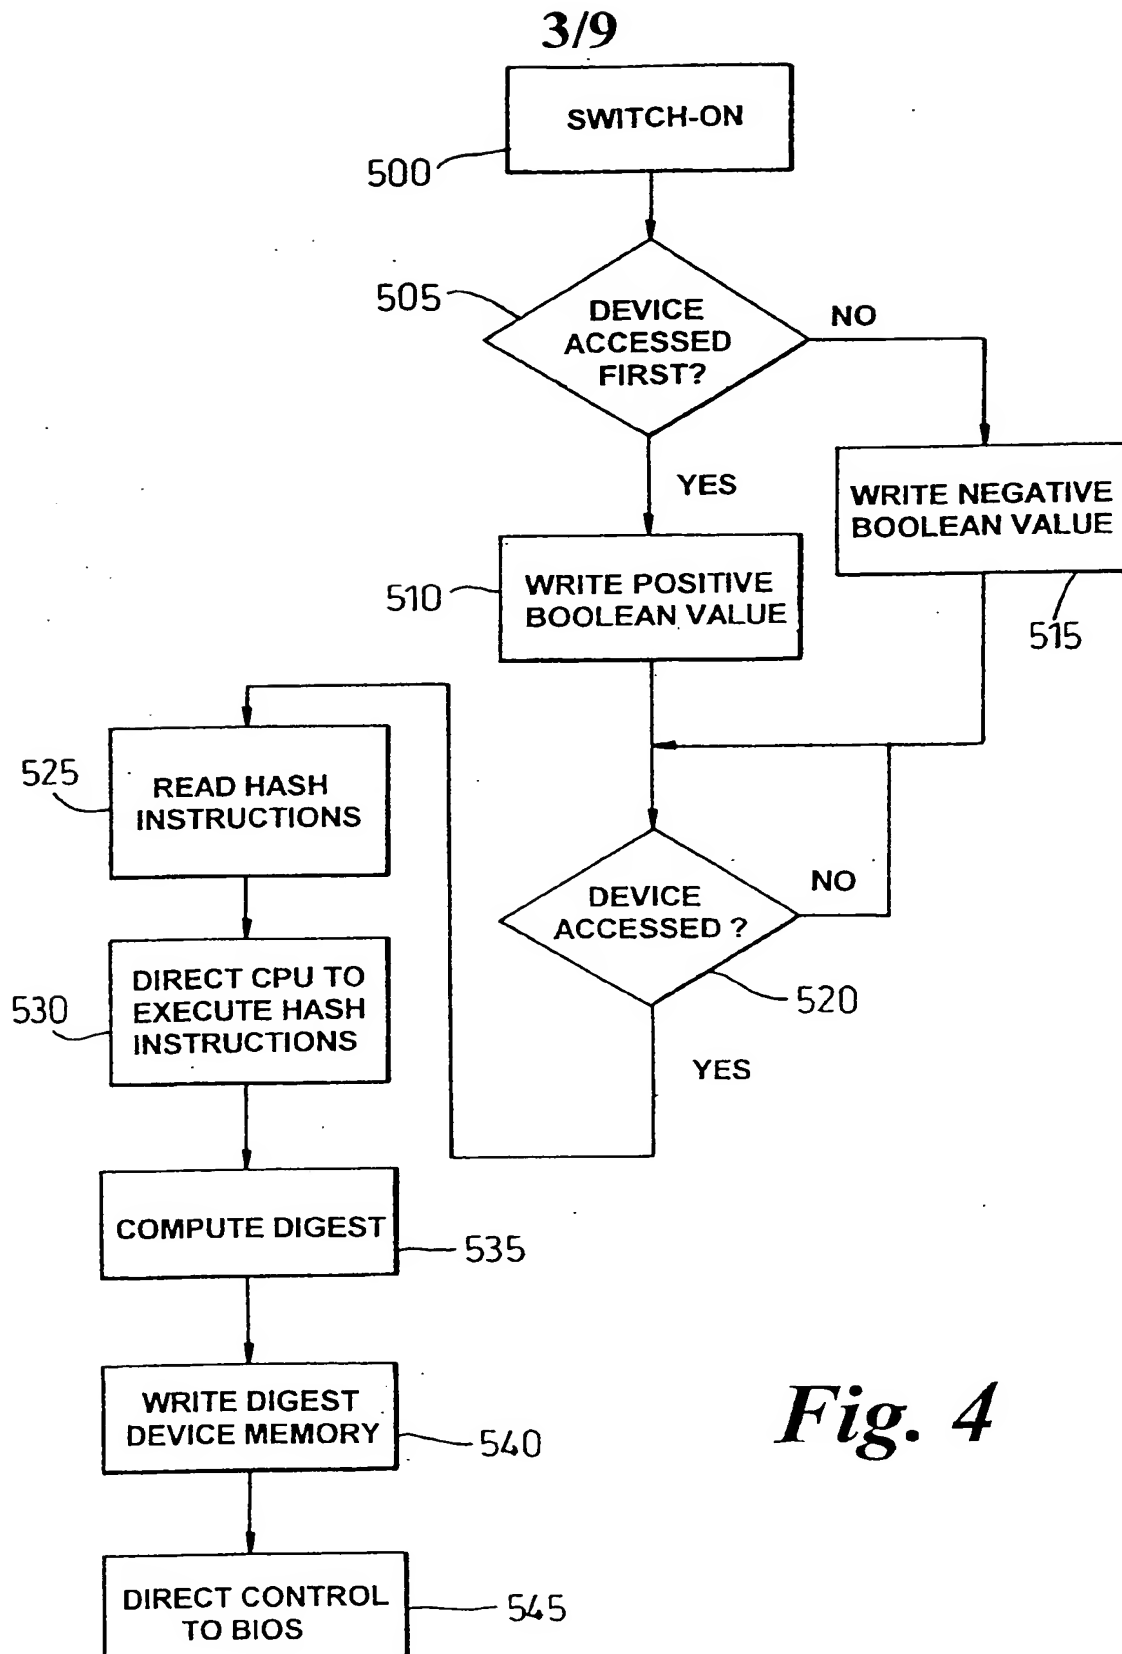 3/9
SWITCH-ON
500
505
DEVICE
ACCESSED
FIRST?
NO
YES
WRITE NEGATIVE
BOOLEAN VALUE
515
510
WRITE POSITIVE
BOOLEAN VALUE
525
READ HASH
INSTRUCTIONS
DEVICE
ACCESSED ?
NO
520
YES
530
DIRECT CPU TO
EXECUTE HASH
INSTRUCTIONS
COMPUTE DIGEST
535
WRITE DIGEST
DEVICE MEMORY
540
Fig. 4
DIRECT CONTROL
TO BIOS
545